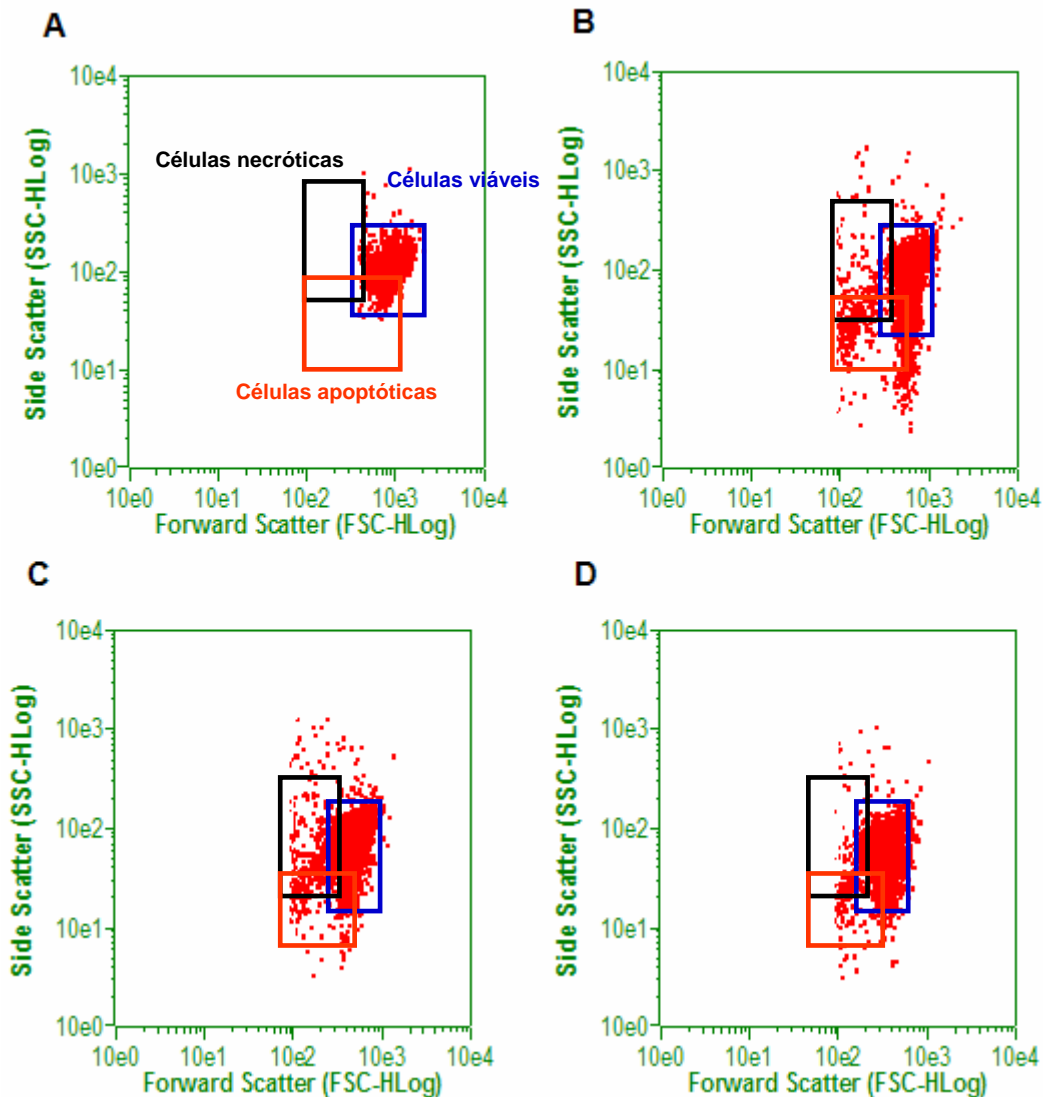 A
Side Scatter (SSC-HLog)
10e4
10e3
10e2
10e1
10e0
Células necróticas
Células viáveis
Células apoptóticas
10e0 10e1 10e2 10e3 10e4
Forward Scatter (FSC-HLog)
B
Side Scatter (SSC-HLog)
10e4
10e3
10e2
10e1
10e0
10e0 10e1 10e2 10e3 10e4
Forward Scatter (FSC-HLog)
C
Side Scatter (SSC-HLog)
10e4
10e3
10e2
10e1
10e0
10e0 10e1 10e2 10e3 10e4
Forward Scatter (FSC-HLog)
D
Side Scatter (SSC-HLog)
10e4
10e3
10e2
10e1
10e0
10e0 10e1 10e2 10e3 10e4
Forward Scatter (FSC-HLog)